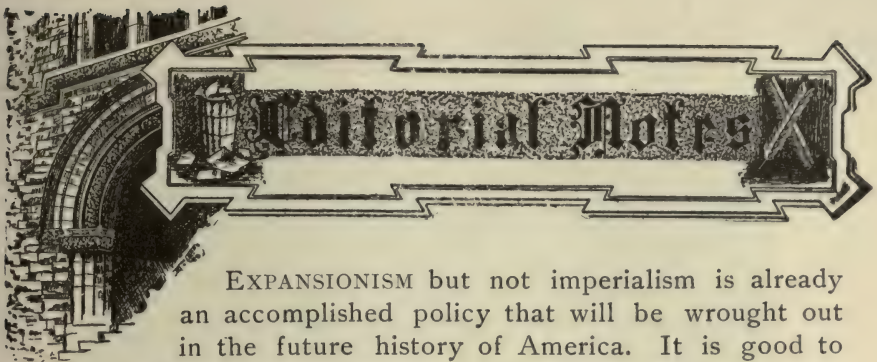 Editorial Notes
EXPANSIONISM but not imperialism is already
an accomplished policy that will be wrought out
in the future history of America. It is good to